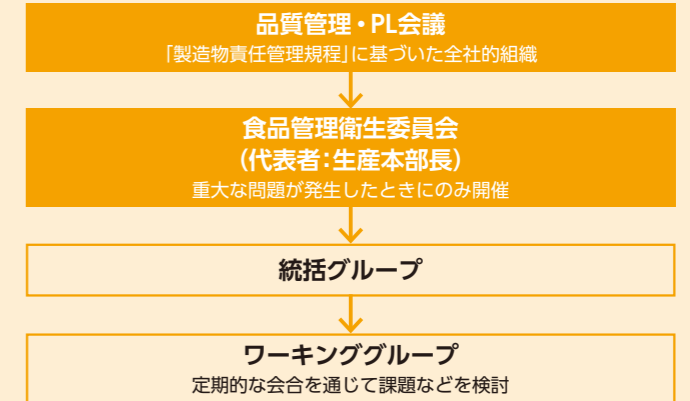 品質管理・PL会議
「製造物責任管理規程」に基づいた全社的組織
食品管理衛生委員会
（代表者：生産本部長）
重大な問題が発生したときにのみ開催
統括グループ
ワーキンググループ
定期的な会合を通じて課題などを検討